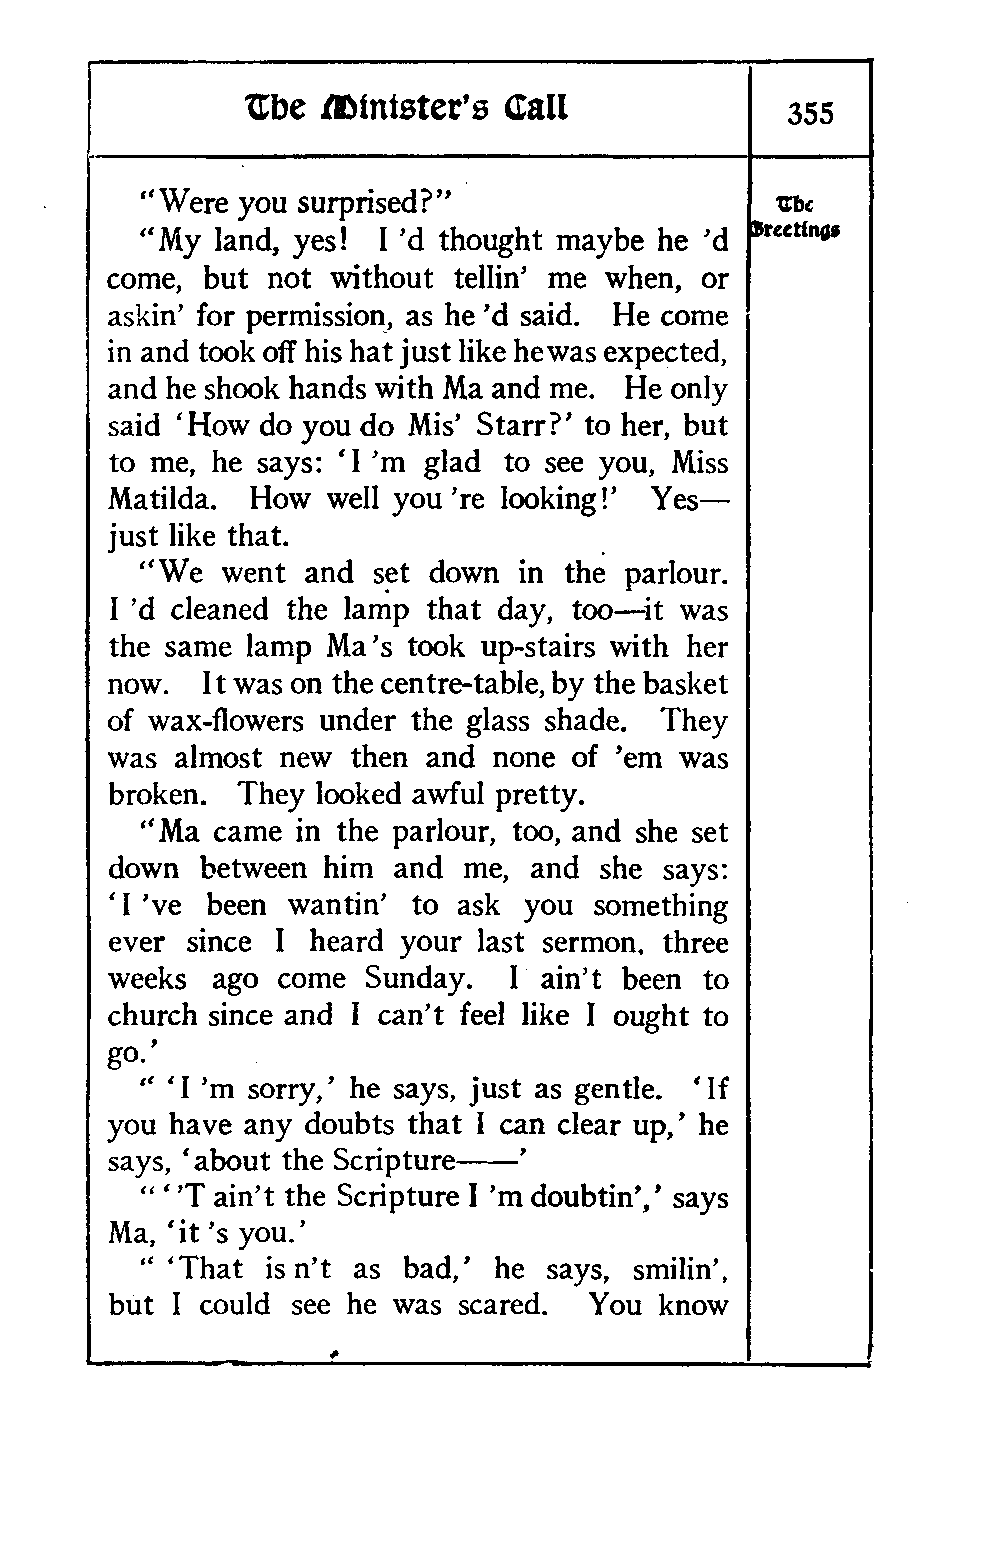 The Minister's Call
355
The
Greetings
"Were you surprised?"
"My land, yes! I 'd thought maybe he 'd
come, but not without tellin' me when, or
askin' for permission, as he 'd said. He come
in and took off his hat just like he was expected,
and he shook hands with Ma and me. He only
said 'How do you do Mis' Starr?' to her, but
to me, he says: 'I 'm glad to see you, Miss
Matilda. How well you 're looking!' Yes—
just like that.
"We went and set down in the parlour.
I 'd cleaned the lamp that day, too—it was
the same lamp Ma 's took up-stairs with her
now. It was on the centre-table, by the basket
of wax-flowers under the glass shade. They
was almost new then and none of 'em was
broken. They looked awful pretty.
"Ma came in the parlour, too, and she set
down between him and me, and she says:
'I 've been wantin' to ask you something
ever since I heard your last sermon, three
weeks ago come Sunday. I ain't been to
church since and I can't feel like I ought to
go.'
" 'I 'm sorry,' he says, just as gentle. 'If
you have any doubts that I can clear up,' he
says, 'about the Scripture——'
" ' 'T ain't the Scripture I 'm doubtin',' says
Ma, 'it 's you.'
" 'That is n't as bad,' he says, smilin',
but I could see he was scared. You know